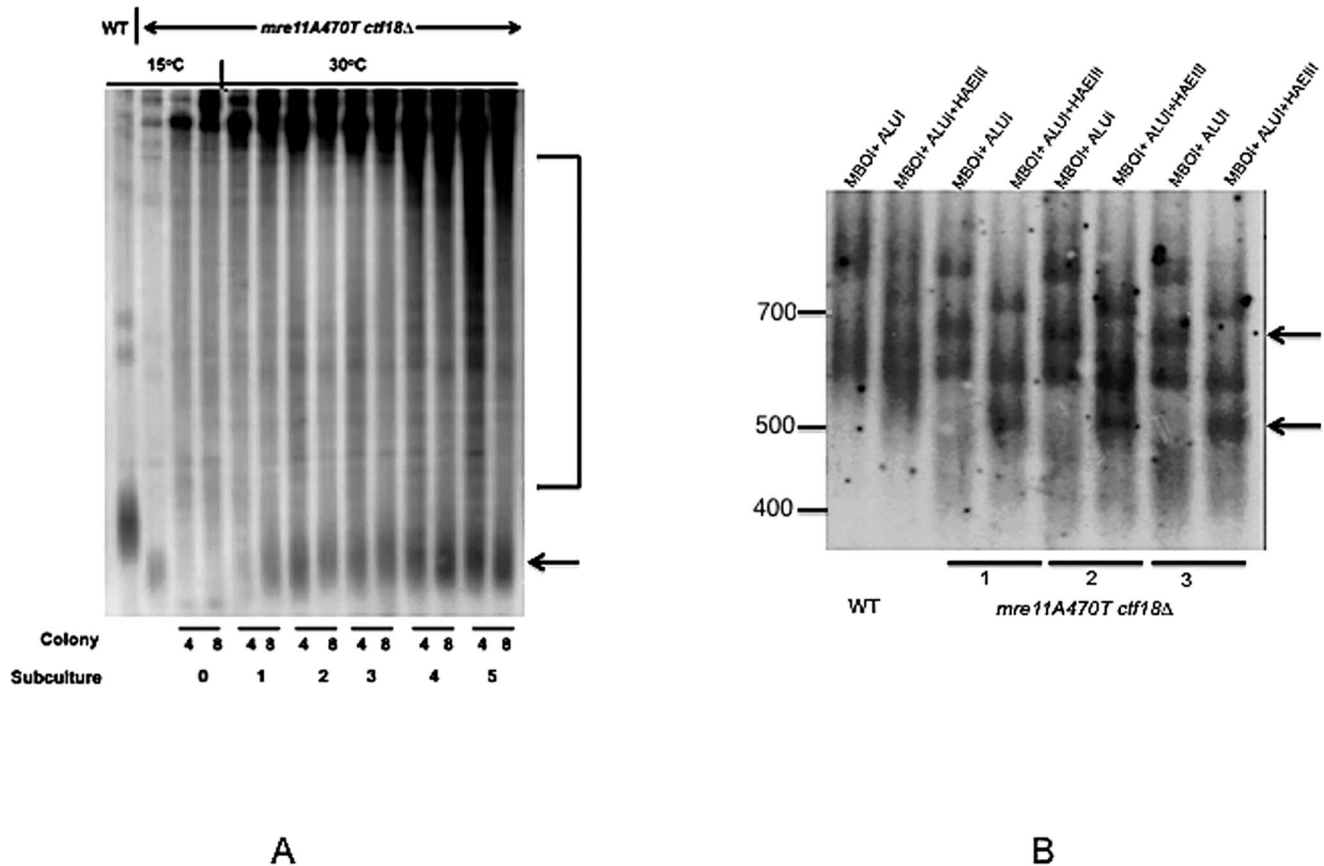 WT mre11A470T ctf18Δ
15°C 30°C
Colony 4 8 4 8 4 8 4 8 4 8 4 8
Subculture 0 1 2 3 4 5
A
MBOI+ ALUI
MBOI+ ALUI+HAEIII
MBOI+ ALUI
MBOI+ ALUI+HAEIII
MBOI+ ALUI
MBOI+ ALUI+HAEIII
MBOI+ ALUI
MBOI+ ALUI+HAEIII
700
500
400
1 2 3
WT mre11A470T ctf18Δ
B